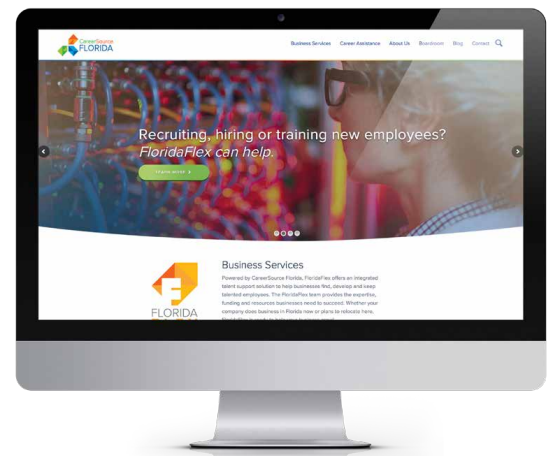 CareerSource
FLORIDA
Business Services Career Assistance About Us Boardroom Blog Contact
Recruiting, hiring or training new employees?
FloridaFlex can help.
LEARN MORE
Business Services
Powered by CareerSource Florida, FloridaFlex offers an integrated
talent support solution to help businesses find, develop and keep
talented employees. The FloridaFlex team provides the expertise,
funding and resources businesses need to succeed. Whether your
company does business in Florida now or plans to relocate here,
FLORIDA